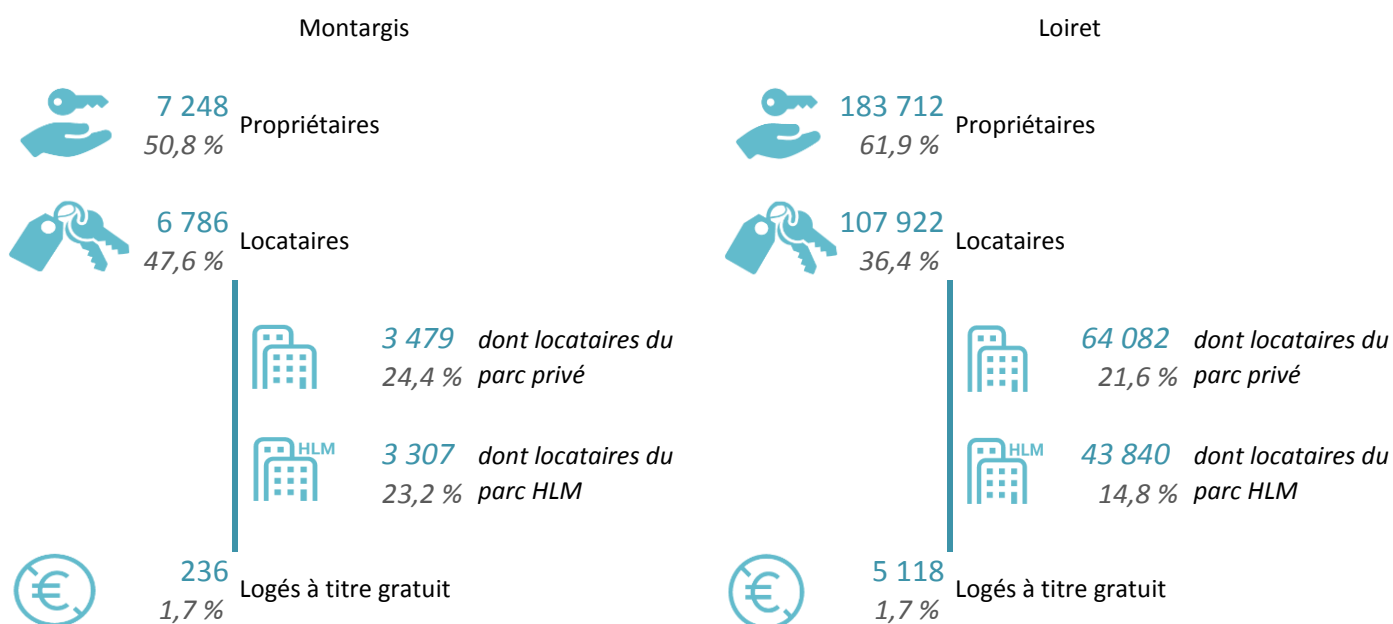 Montargis
7 248
50,8 %
Propriétaires
6 786
47,6 %
Locataires
3 479
24,4 %
dont locataires du
parc privé
HLM
3 307
23,2 %
dont locataires du
parc HLM
236
1,7 %
Logés à titre gratuit
€
Loiret
183 712
61,9 %
Propriétaires
107 922
36,4 %
Locataires
64 082
21,6 %
dont locataires du
parc privé
HLM
43 840
14,8 %
dont locataires du
parc HLM
5 118
1,7 %
Logés à titre gratuit
€